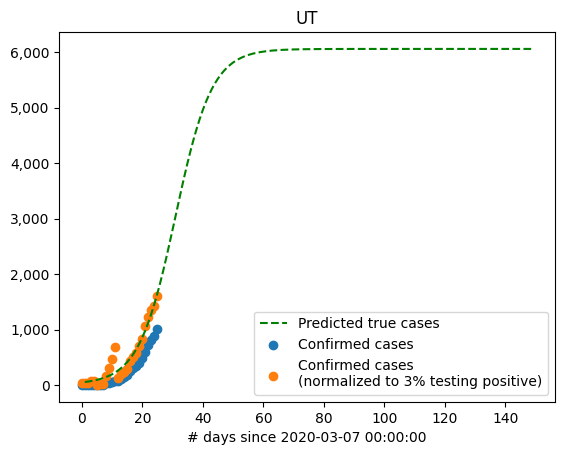 UT
6,000
5,000
4,000
3,000
2,000
1,000
0
0 20 40 60 80 100 120 140
# days since 2020-03-07 00:00:00
Predicted true cases
Confirmed cases
Confirmed cases
(normalized to 3% testing positive)